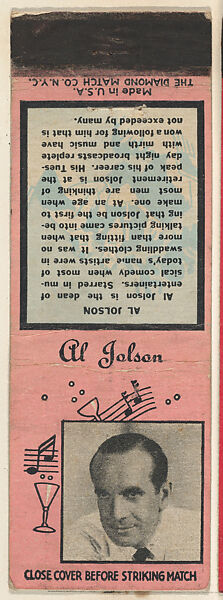 THE DIAMOND MATCH CO. N.Y.C.
Made in U.S.A.
AL JOLSON
Al Jolson is the dean of
entertainers. Starred in mu-
sical comedy when most of
today's name artists were in
swaddling clothes. It was no
more than fitting that when
talking pictures came into be-
ing that Jolson be the first to
make one. At an age when
most men are thinking of
retirement Jolson is at the
peak of his career. His Tues-
day night broadcasts replete
with mirth and music have
won a following for him that is
not exceeded by many.
Al Jolson
CLOSE COVER BEFORE STRIKING MATCH